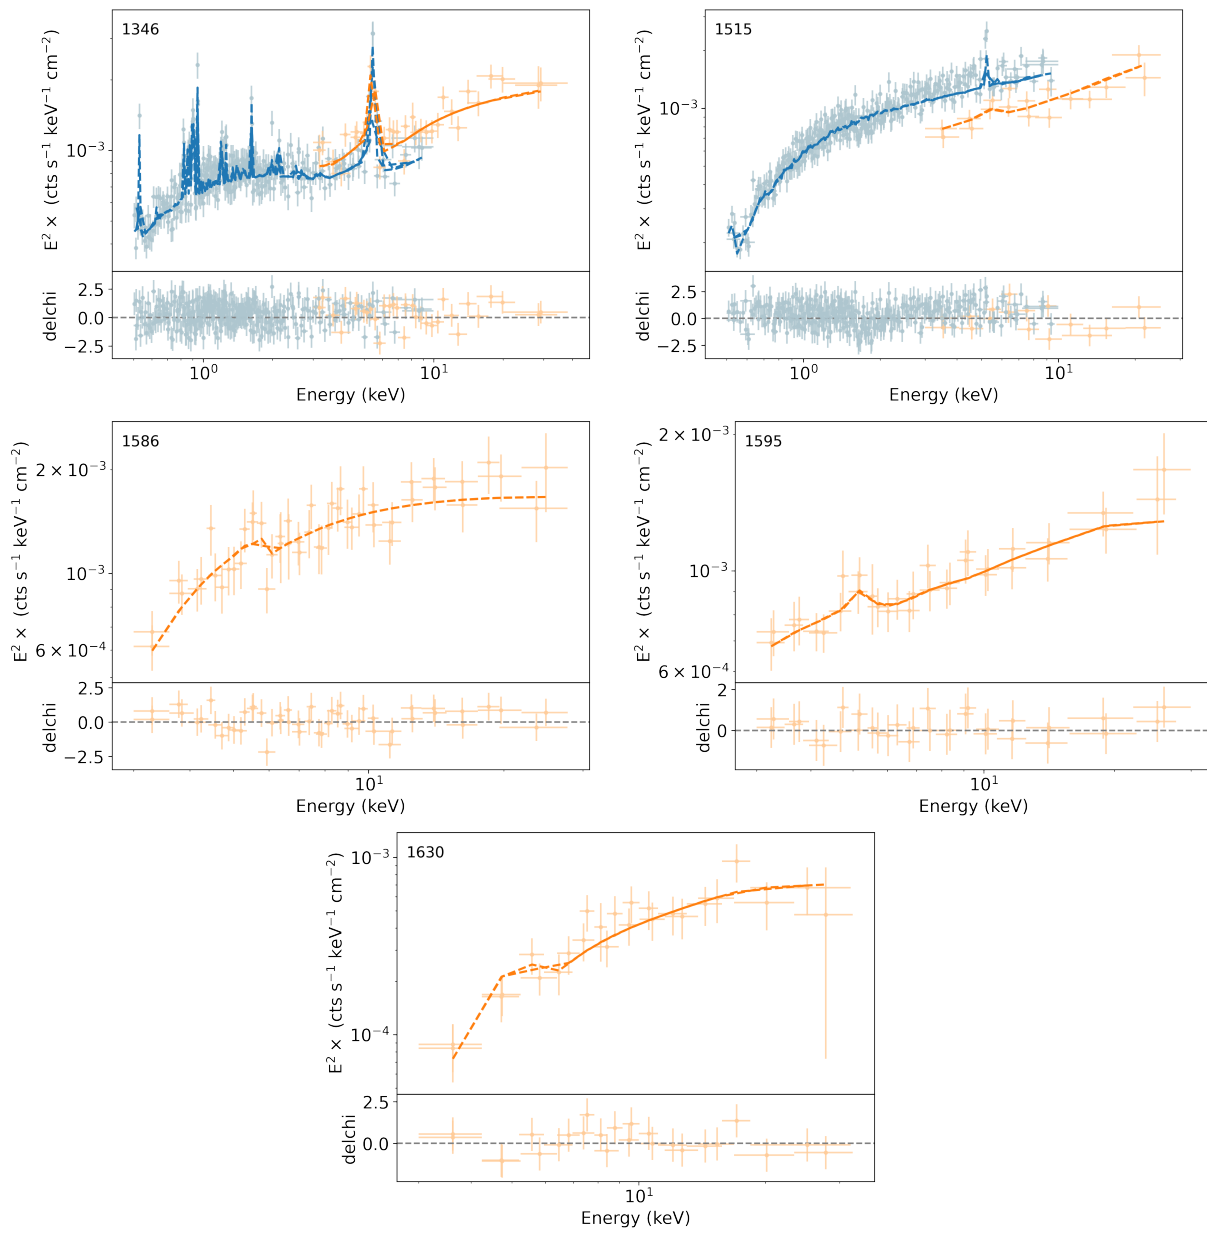 1346
E² × (cts s⁻¹ keV⁻¹ cm⁻²)
10⁻³
delchi
2.5
0.0
−2.5
10⁰
10¹
Energy (keV)
1515
E² × (cts s⁻¹ keV⁻¹ cm⁻²)
10⁻³
delchi
2.5
0.0
−2.5
10⁰
10¹
Energy (keV)
1586
E² × (cts s⁻¹ keV⁻¹ cm⁻²)
2 × 10⁻³
10⁻³
6 × 10⁻⁴
delchi
2.5
0.0
−2.5
10¹
Energy (keV)
1595
E² × (cts s⁻¹ keV⁻¹ cm⁻²)
2 × 10⁻³
10⁻³
6 × 10⁻⁴
delchi
2
0
10¹
Energy (keV)
1630
E² × (cts s⁻¹ keV⁻¹ cm⁻²)
10⁻³
10⁻⁴
delchi
2.5
0.0
10¹
Energy (keV)